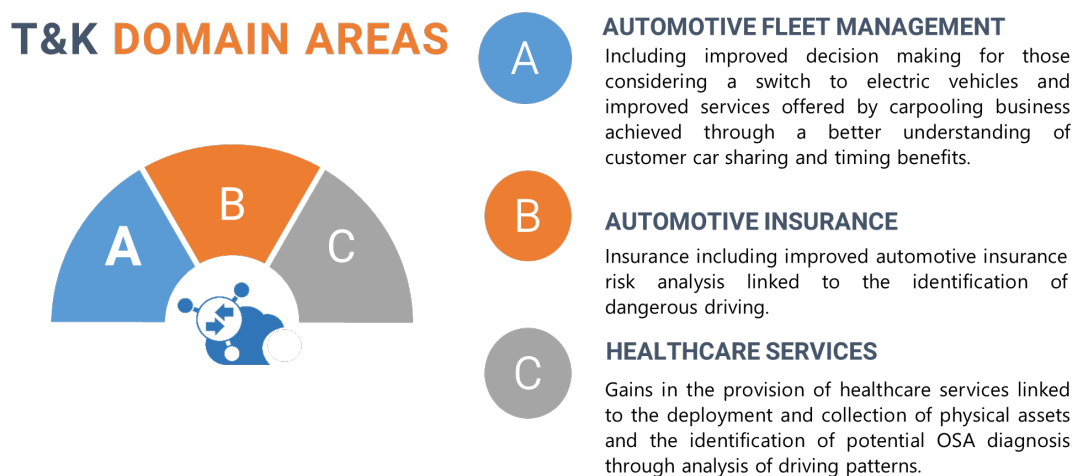 T&K DOMAIN AREAS
A
B
C
A
AUTOMOTIVE FLEET MANAGEMENT
Including improved decision making for those
considering a switch to electric vehicles and
improved services offered by carpooling business
achieved through a better understanding of
customer car sharing and timing benefits.
B
AUTOMOTIVE INSURANCE
Insurance including improved automotive insurance
risk analysis linked to the identification of
dangerous driving.
C
HEALTHCARE SERVICES
Gains in the provision of healthcare services linked
to the deployment and collection of physical assets
and the identification of potential OSA diagnosis
through analysis of driving patterns.